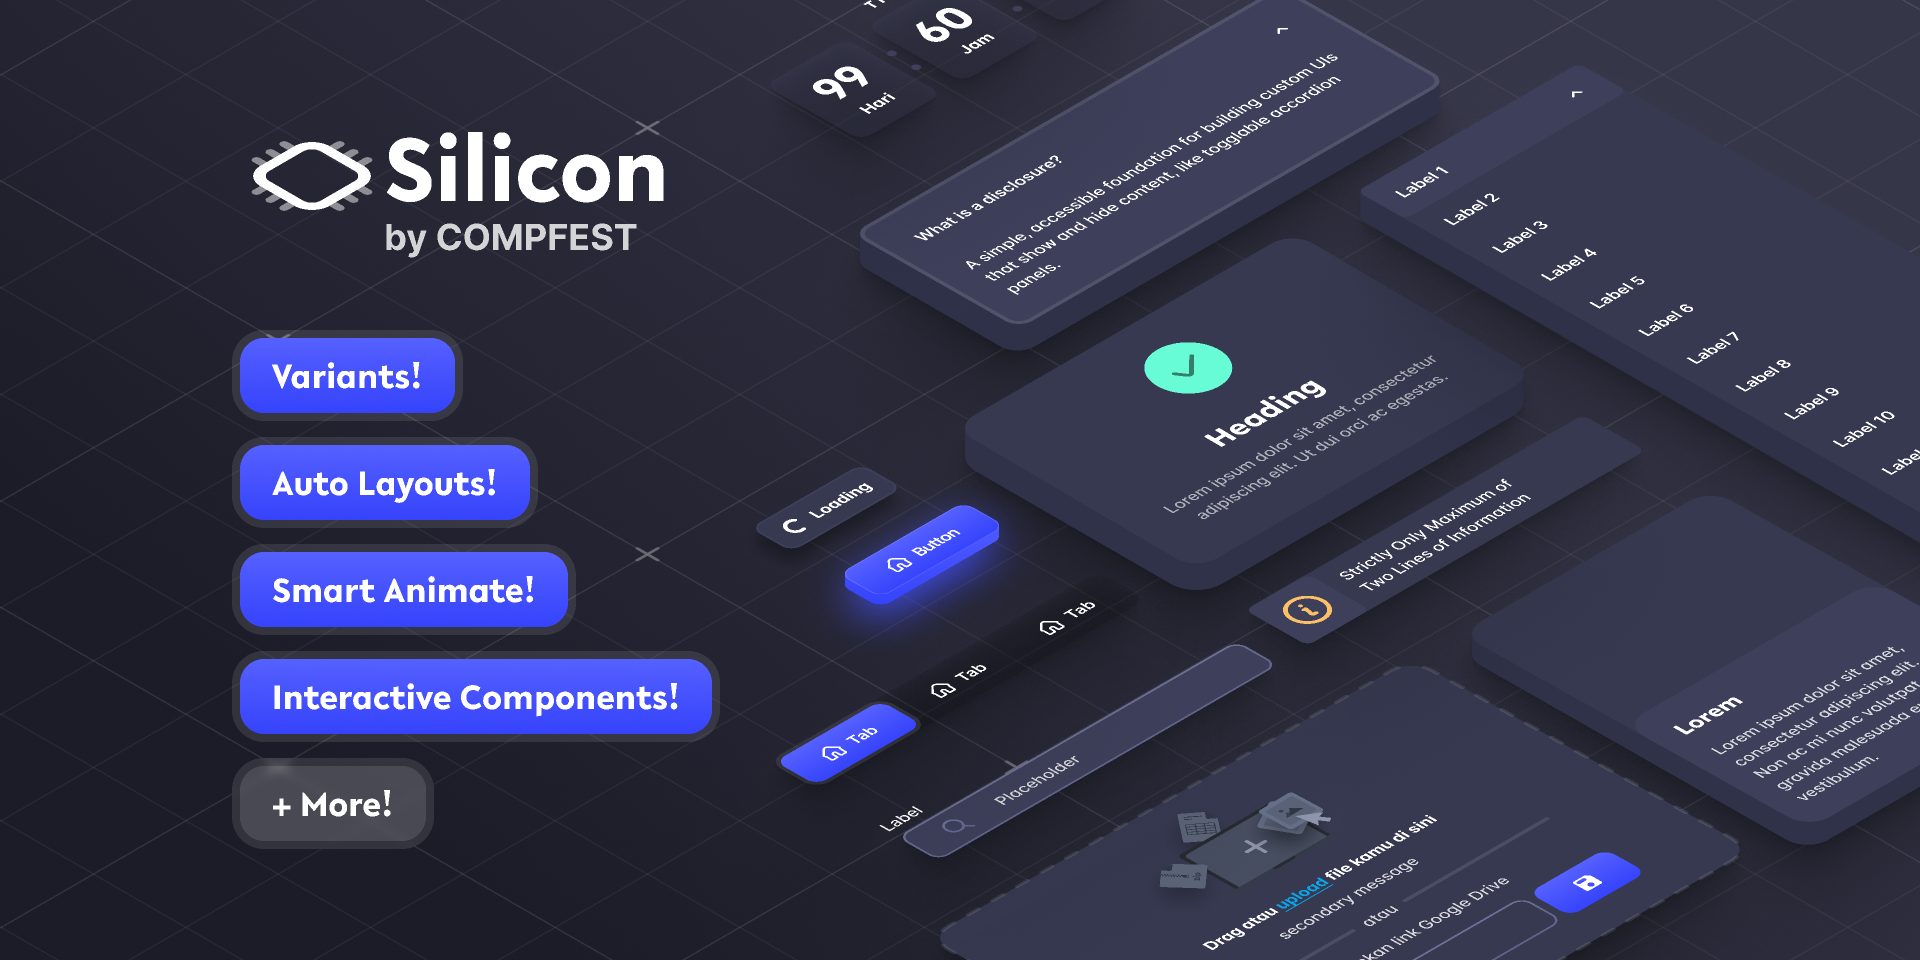 Silicon
by COMPFEST
Variants!
Auto Layouts!
Smart Animate!
Interactive Components!
+ More!
99
Hari
60
Jam
What is a disclosure?
A simple, accessible foundation for building custom UIs
that show and hide content, like togglable accordion
panels.
Label 1
Label 2
Label 3
Label 4
Label 5
Label 6
Label 7
Label 8
Label 9
Label 10
Heading
Lorem ipsum dolor sit amet, consectetur
adipiscing elit. Ut dui orci ac egestas.
Loading
Button
Strictly Only Maximum of
Two Lines of Information
Tab
Tab
Tab
Label
Placeholder
Lorem
Lorem ipsum dolor sit amet,
consectetur adipiscing elit.
Non ac mi nunc volutpat
gravida malesuada
vestibulum.
Drag atau upload file kamu di sini
secondary message
atau
link Google Drive